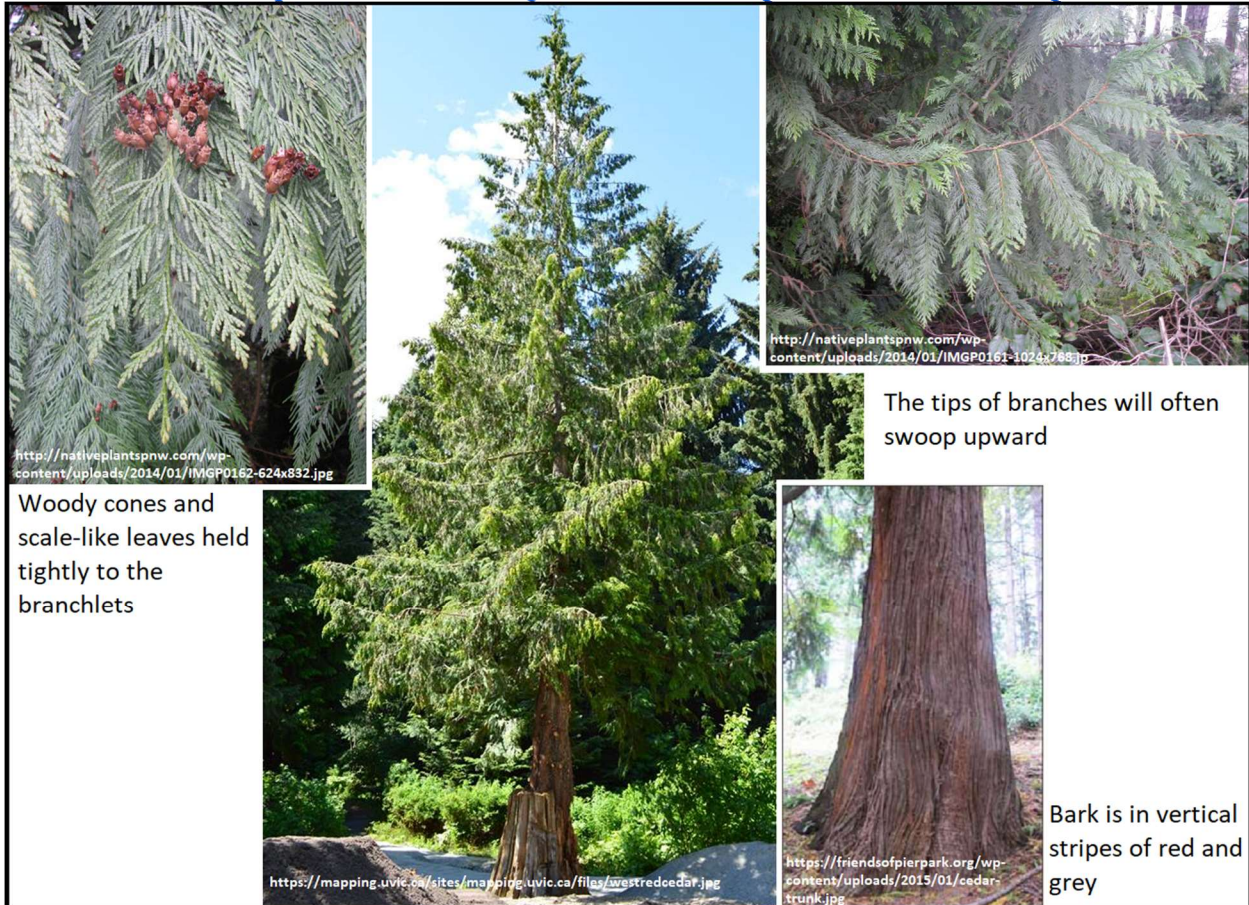 http://nativeplantspnw.com/wp-
content/uploads/2014/01/IMGP0162-624x832.jpg
Woody cones and
scale-like leaves held
tightly to the
branchlets
http://nativeplantspnw.com/wp-
content/uploads/2014/01/IMGP0161-1024x768.jp
The tips of branches will often
swoop upward
https://mapping.uvic.ca/sites/mapping.uvic.ca/files/westredcedar.jpg
https://friendsofpierpark.org/wp-
content/uploads/2015/01/cedar-
trunk.jpg
Bark is in vertical
stripes of red and
grey